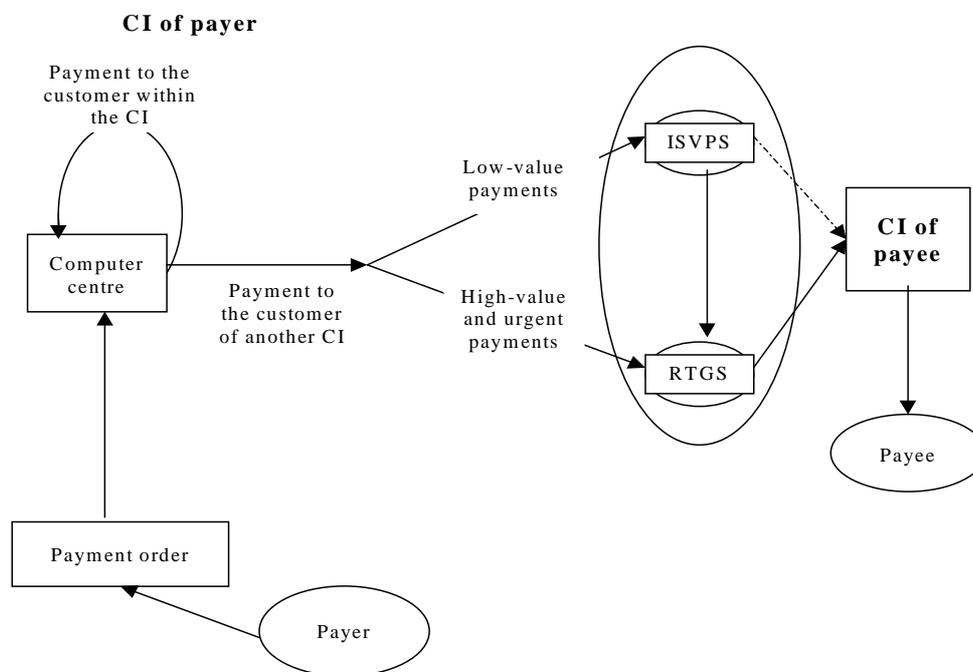 CI of payer
Payment to the
customer within
the CI
ISVPS
Low-value
payments
CI of
payee
Computer
centre
Payment to
the customer
of another CI
High-value
and urgent
payments
RTGS
Payee
Payment order
Payer